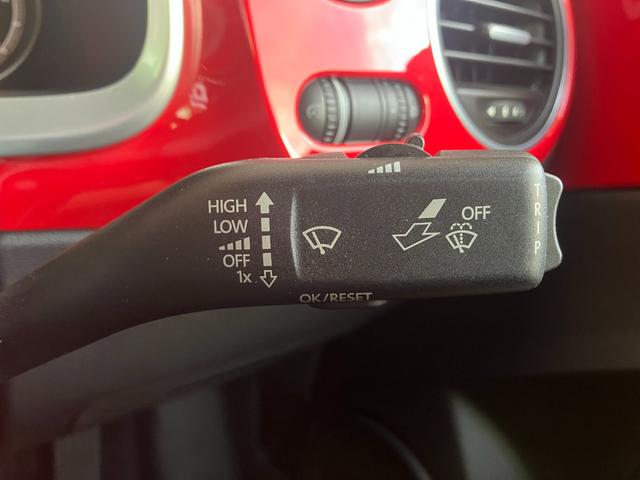 HIGH
LOW
OFF
1x
OFF
OK/RESET
TRIP